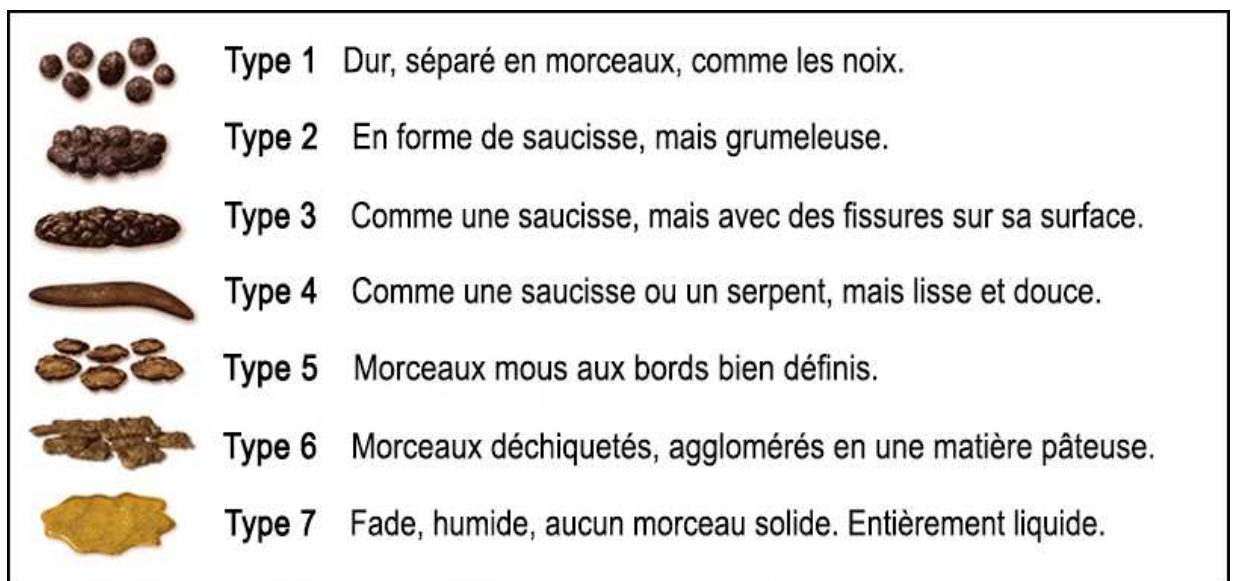 Type 1 Dur, séparé en morceaux, comme les noix.
Type 2 En forme de saucisse, mais grumeleuse.
Type 3 Comme une saucisse, mais avec des fissures sur sa surface.
Type 4 Comme une saucisse ou un serpent, mais lisse et douce.
Type 5 Morceaux mous aux bords bien définis.
Type 6 Morceaux déchiquetés, agglomérés en une matière pâteuse.
Type 7 Fade, humide, aucun morceau solide. Entièrement liquide.